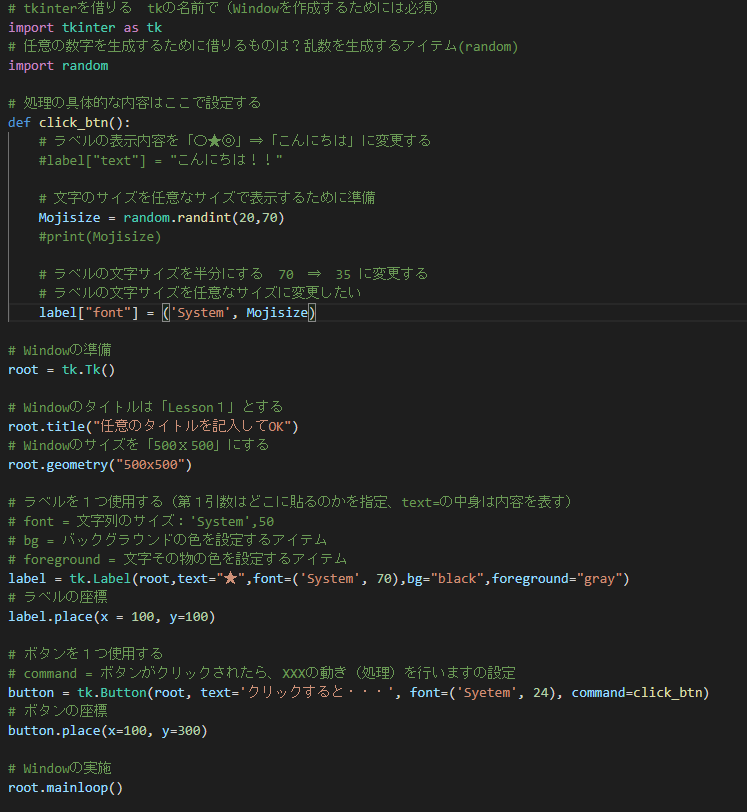 # tkinterを借りる　tkの名前で（Windowを作成するためには必須）
import tkinter as tk
# 任意の数字を生成するために借りるものは？乱数を生成するアイテム(random)
import random
# 処理の具体的な内容はここで設定する
def click_btn():
# ラベルの表示内容を「〇★◎」⇒「こんにちは」に変更する
#label["text"] = "こんにちは！！"
# 文字のサイズを任意なサイズで表示するために準備
Mojisize = random.randint(20,70)
#print(Mojisize)
# ラベルの文字サイズを半分にする　70　⇒　35 に変更する
# ラベルの文字サイズを任意なサイズに変更したい
label["font"] = ('System', Mojisize)
# Windowの準備
root = tk.Tk()
# Windowのタイトルは「Lesson１」とする
root.title("任意のタイトルを記入してOK")
# Windowのサイズを「500ｘ500」にする
root.geometry("500x500")
# ラベルを１つ使用する（第１引数はどこに貼るのかを指定、text=の中身は内容を表す）
# font = 文字列のサイズ：'System',50
# bg = バックグラウンドの色を設定するアイテム
# foreground = 文字その物の色を設定するアイテム
label = tk.Label(root,text="★",font=('System', 70),bg="black",foreground="gray")
# ラベルの座標
label.place(x = 100, y=100)
# ボタンを１つ使用する
# command = ボタンがクリックされたら、XXXの動き（処理）を行いますの設定
button = tk.Button(root, text='クリックすると・・・', font=('Syetem', 24), command=click_btn)
# ボタンの座標
button.place(x=100, y=300)
# Windowの実施
root.mainloop()